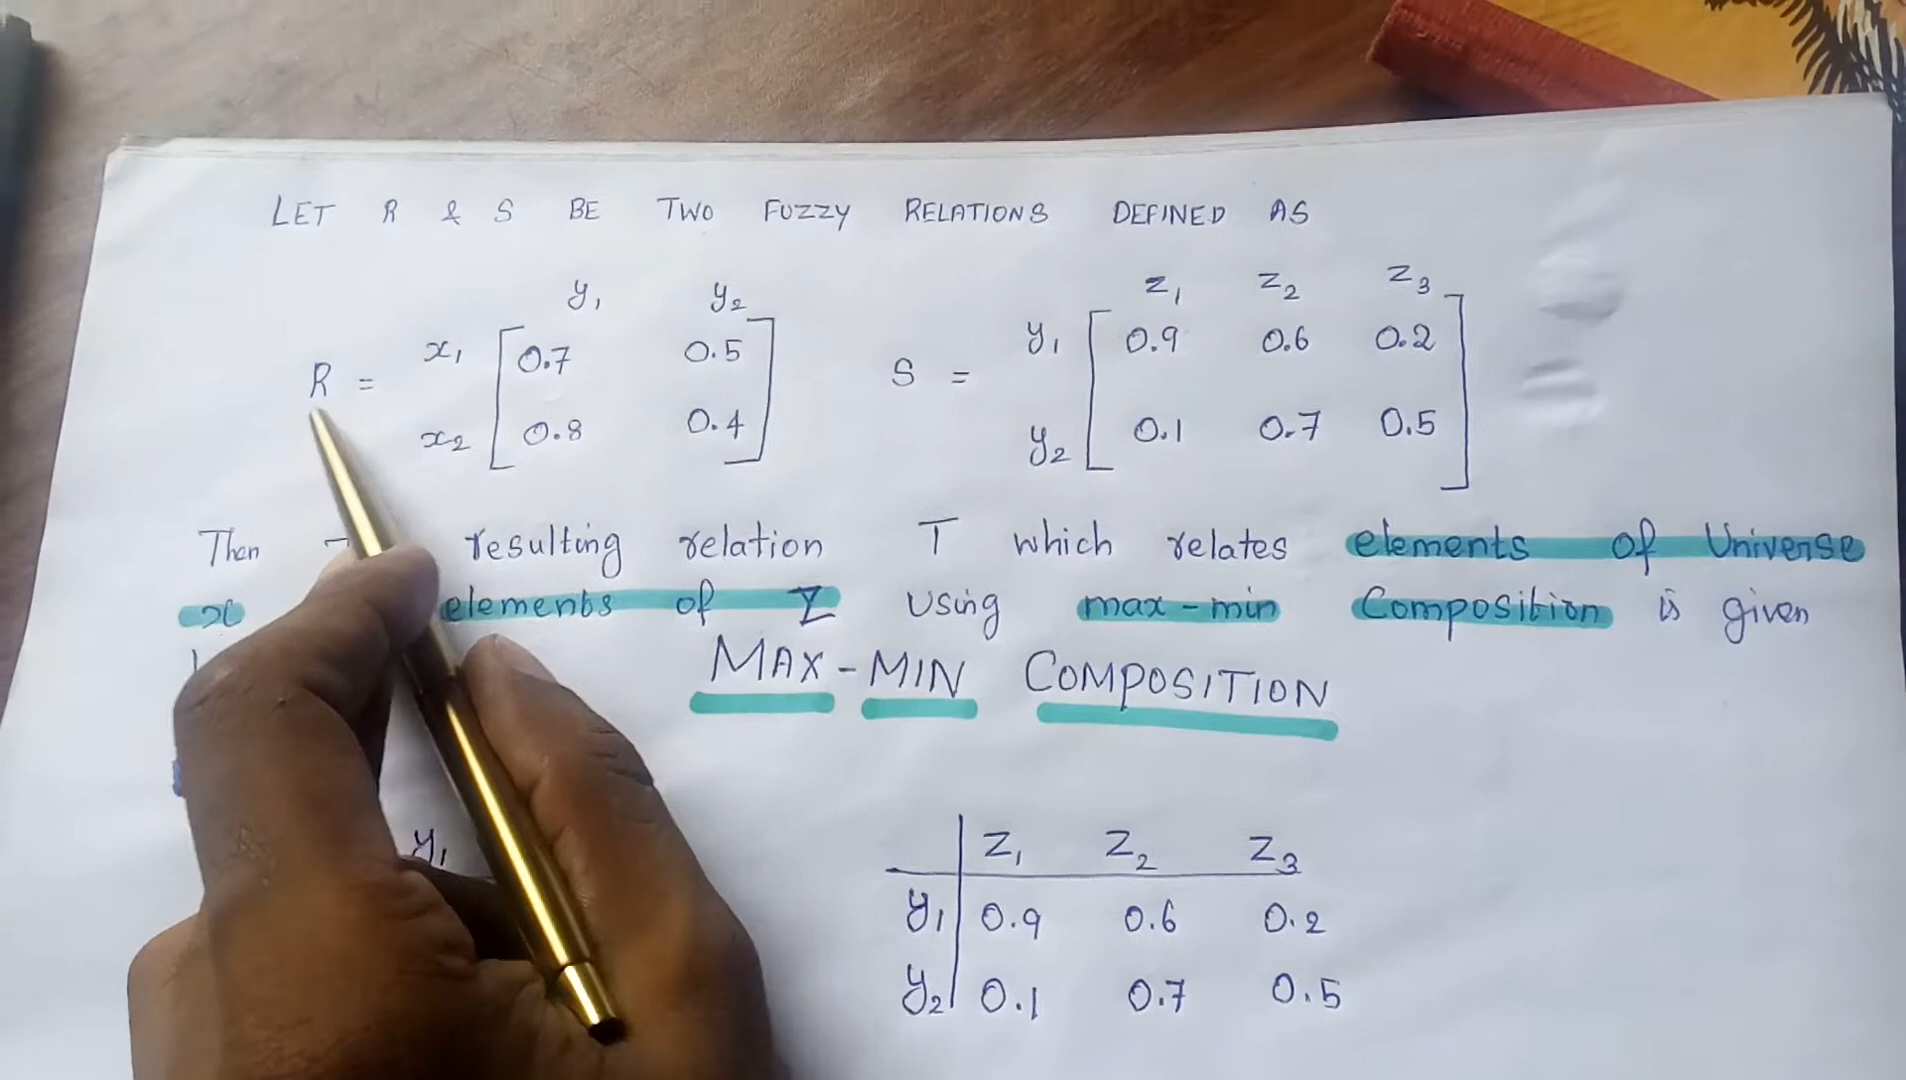 LET R & S BE TWO FUZZY RELATIONS DEFINED AS
y1 y2
x1 0.7 0.5
R =
x2 0.8 0.4
z1 z2 z3
y1 0.9 0.6 0.2
S =
y2 0.1 0.7 0.5
Then resulting relation T which relates elements of Universe
x elements of Z using max-min Composition is given
MAX-MIN COMPOSITION
y1
z1 z2 z3
y1 0.9 0.6 0.2
y2 0.1 0.7 0.5